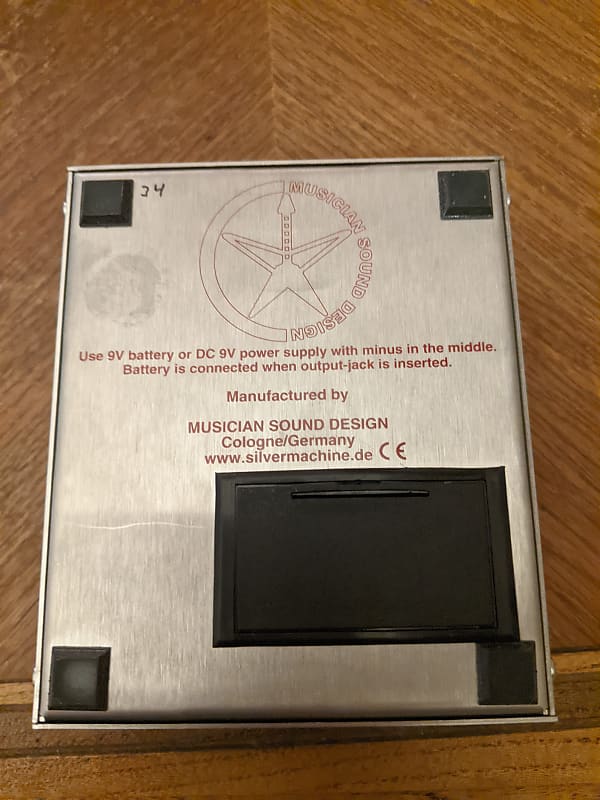 34
MUSICIAN SOUND DESIGN
Use 9V battery or DC 9V power supply with minus in the middle.
Battery is connected when output-jack is inserted.
Manufactured by
MUSICIAN SOUND DESIGN
Cologne/Germany
www.silvermachine.de CE